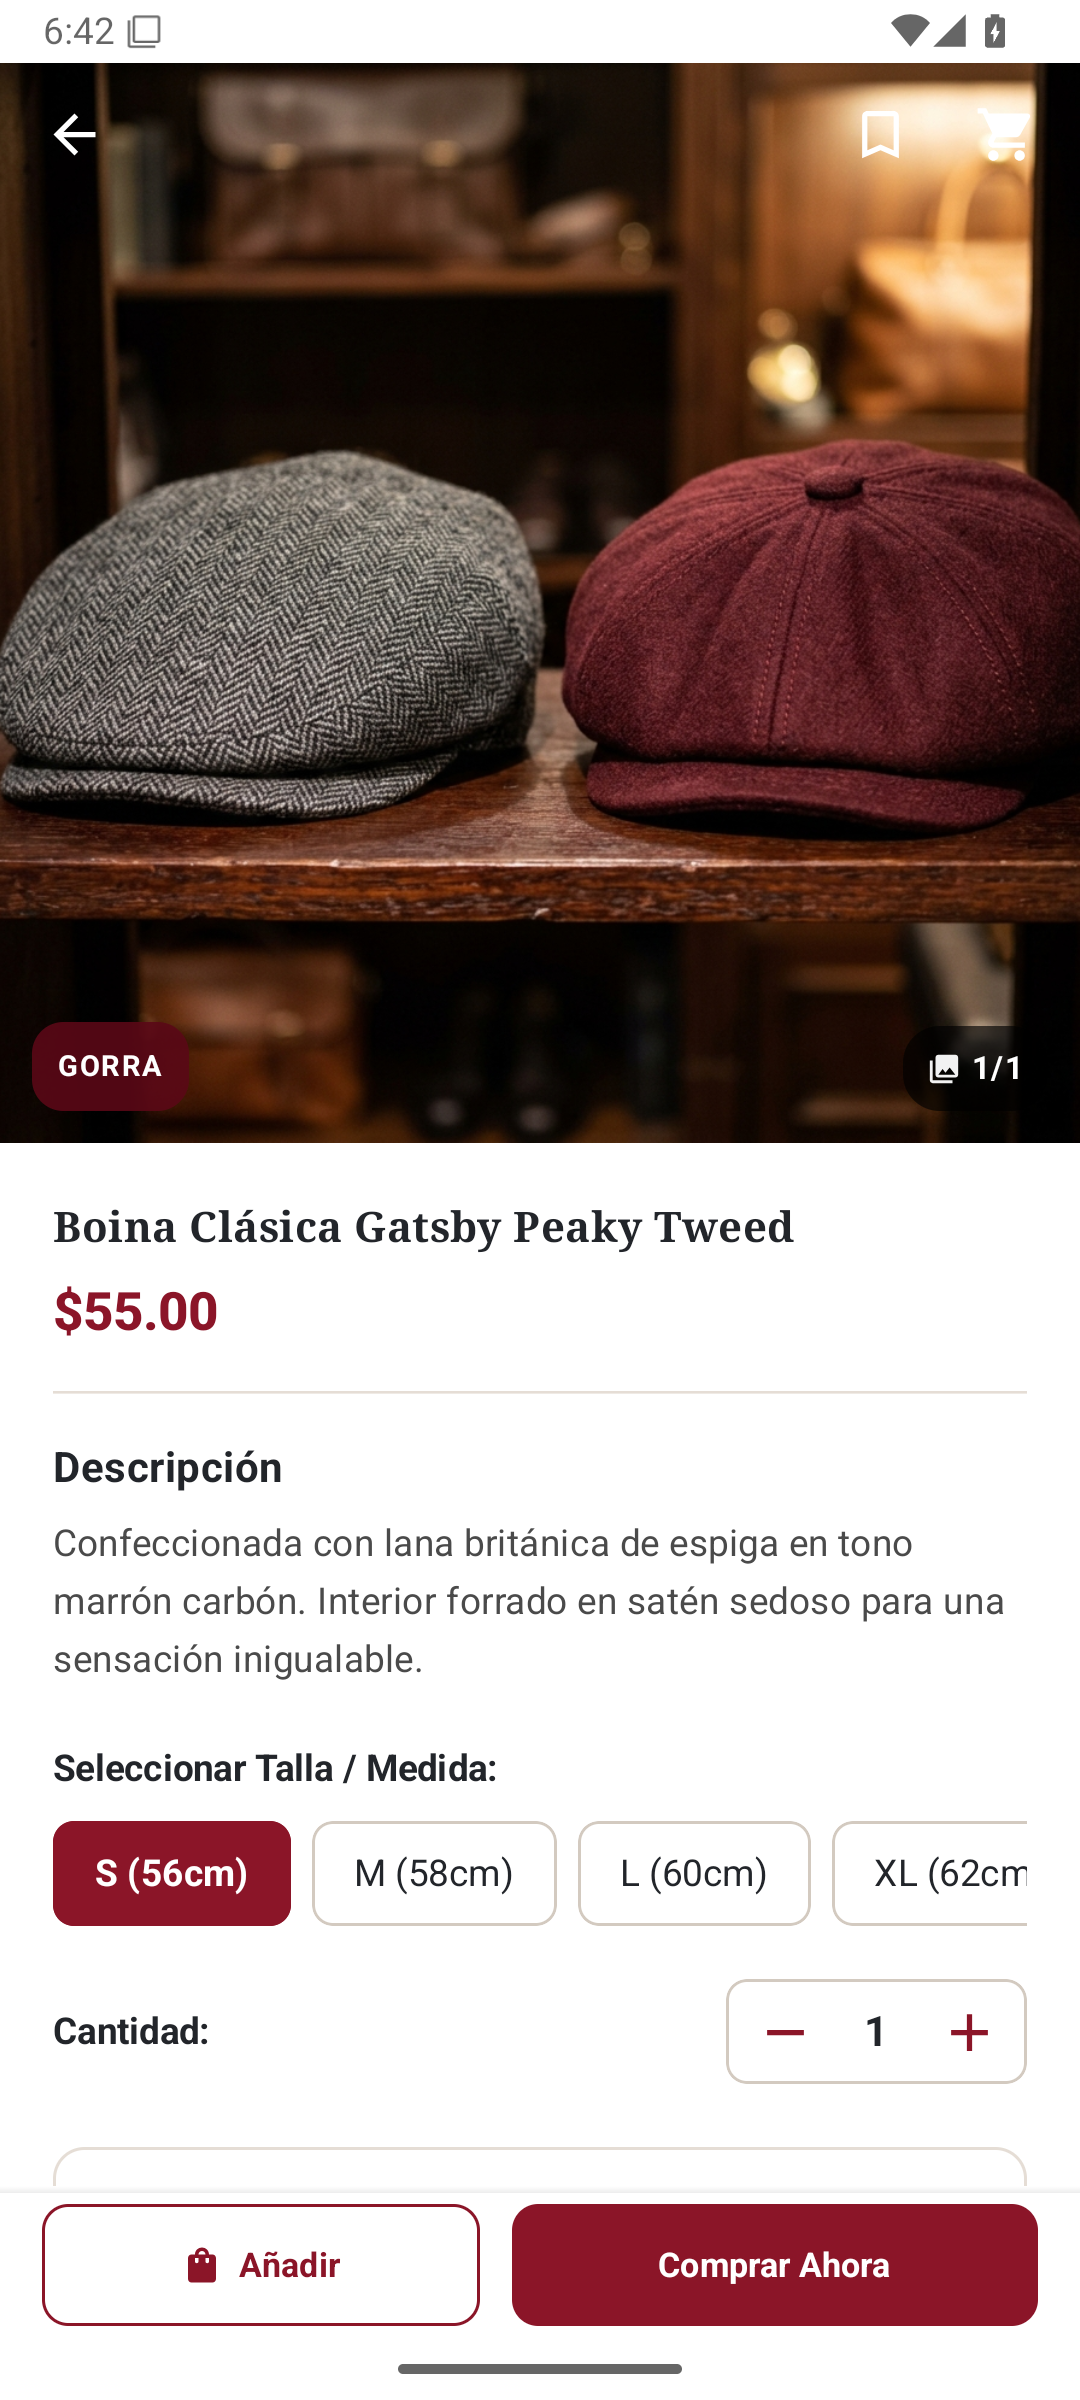 6:42
GORRA
1/1
Boina Clásica Gatsby Peaky Tweed
$55.00
Descripción
Confeccionada con lana británica de espiga en tono
marrón carbón. Interior forrado en satén sedoso para una
sensación inigualable.
Seleccionar Talla / Medida:
S (56cm) M (58cm) L (60cm) XL (62cm
Cantidad: 1
Añadir Comprar Ahora